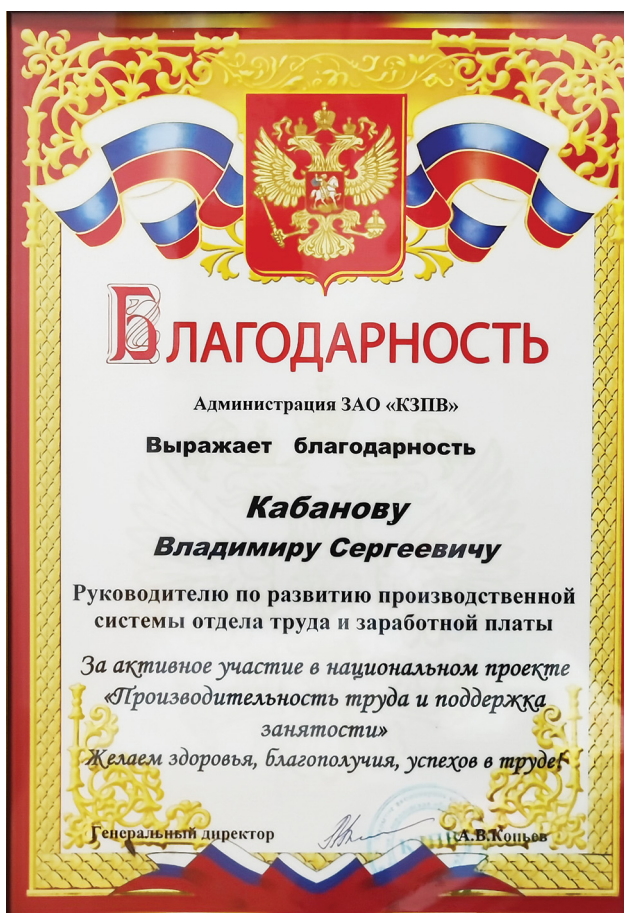 БЛАГОДАРНОСТЬ
Администрация ЗАО «КЗПВ»
Выражает благодарность
Кабанову
Владимиру Сергеевичу
Руководителю по развитию производственной
системы отдела труда и заработной платы
За активное участие в национальном проекте
«Производительность труда и поддержка
занятости»
Желаем здоровья, благополучия, успехов в труде!
Генеральный директор А.В.Копьев